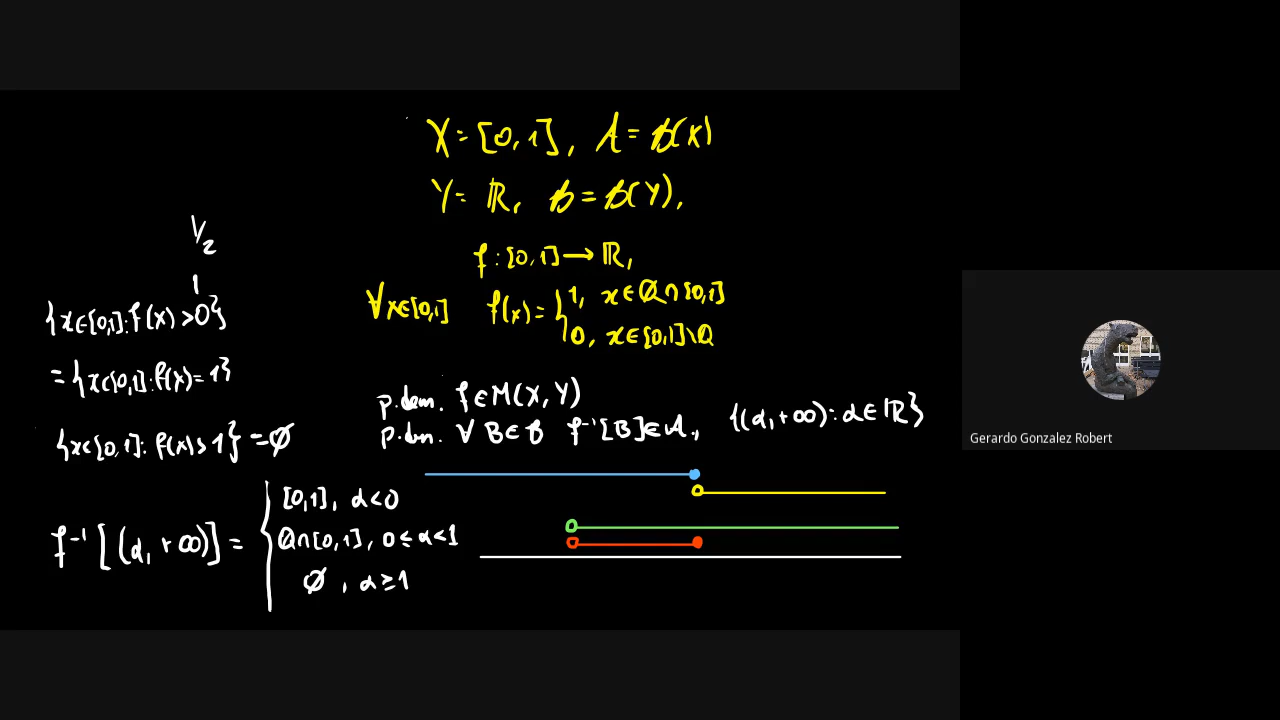 X = [0,1], A = B(X)
Y = ℝ, B = B(Y),
f : [0,1] → ℝ,
∀x∈[0,1] f(x) = { 1, x ∈ ℚ∩[0,1]
0, x ∈ [0,1]\ℚ
1/2
1
{x∈[0,1]: f(x) > 0}
= {x∈[0,1]: f(x) = 1}
{x∈[0,1]: f(x) > 1} = ∅
p.dem. f ∈ M(X, Y)
p.dem. ∀ B ∈ B f⁻¹[B] ∈ A, {(α, +∞): α ∈ ℝ}
f⁻¹[(α, +∞)] = { [0,1], α < 0
ℚ∩[0,1], 0 ≤ α < 1
∅, α ≥ 1
Gerardo Gonzalez Robert